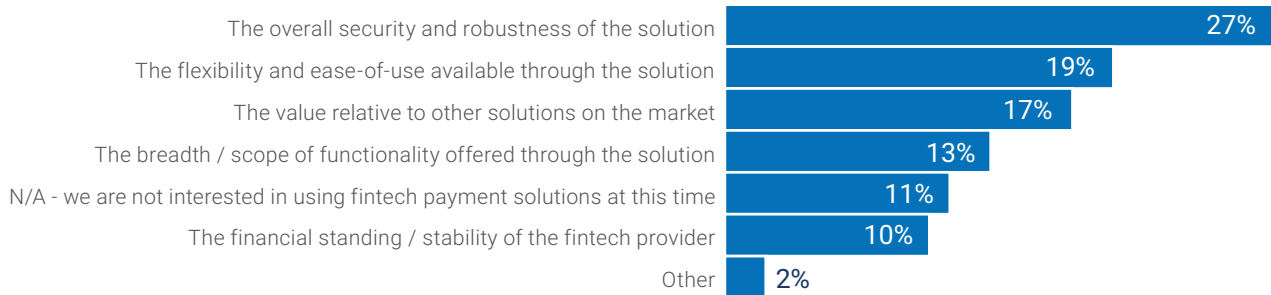 The overall security and robustness of the solution 27%
The flexibility and ease-of-use available through the solution 19%
The value relative to other solutions on the market 17%
The breadth / scope of functionality offered through the solution 13%
N/A - we are not interested in using fintech payment solutions at this time 11%
The financial standing / stability of the fintech provider 10%
Other 2%